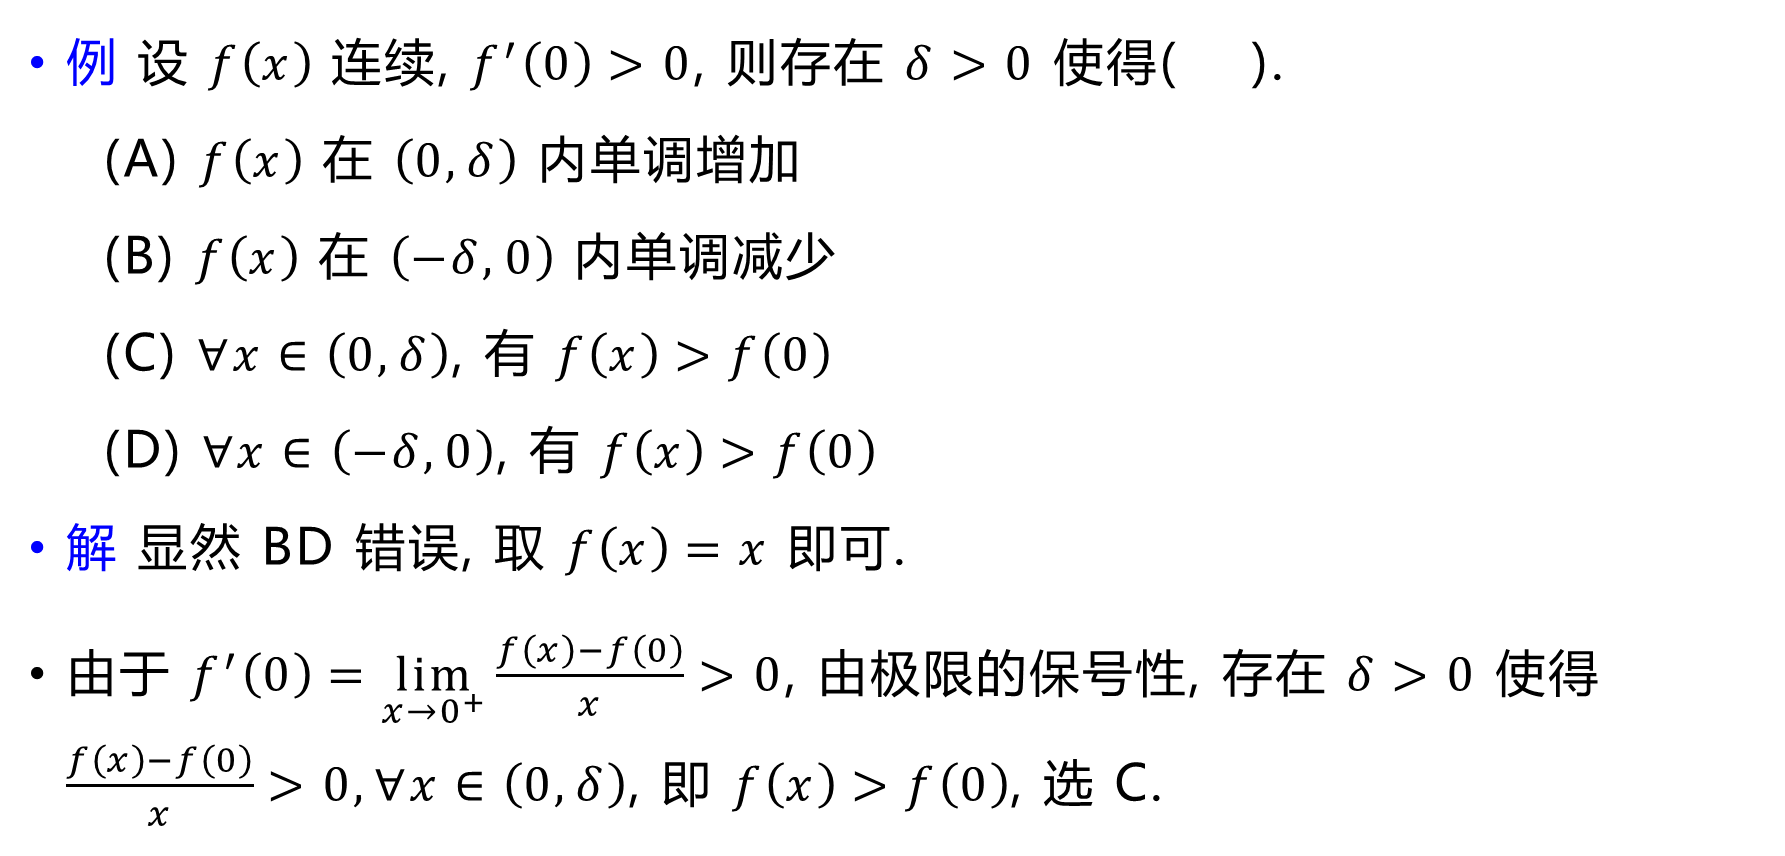 • 例 设 f(x) 连续, f′(0) > 0, 则存在 δ > 0 使得(   ).
(A) f(x) 在 (0, δ) 内单调增加
(B) f(x) 在 (−δ, 0) 内单调减少
(C) ∀x ∈ (0, δ), 有 f(x) > f(0)
(D) ∀x ∈ (−δ, 0), 有 f(x) > f(0)
• 解 显然 BD 错误, 取 f(x) = x 即可.
• 由于 f′(0) = lim_{x→0⁺} \frac{f(x)−f(0)}{x} > 0, 由极限的保号性, 存在 δ > 0 使得
\frac{f(x)−f(0)}{x} > 0, ∀x ∈ (0, δ), 即 f(x) > f(0), 选 C.